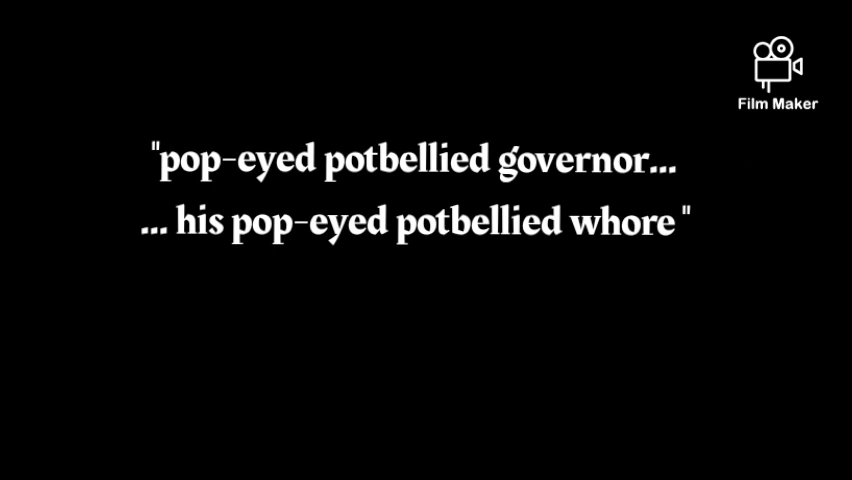 Film Maker
"pop-eyed potbellied governor...
... his pop-eyed potbellied whore"